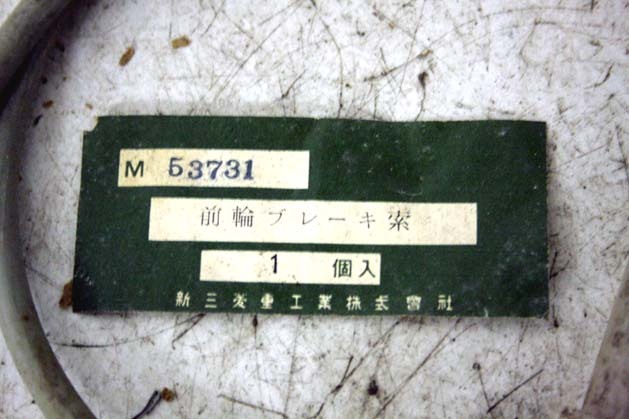 M 53731
前輪ブレーキ索
1 個入
新三菱重工業株式會社